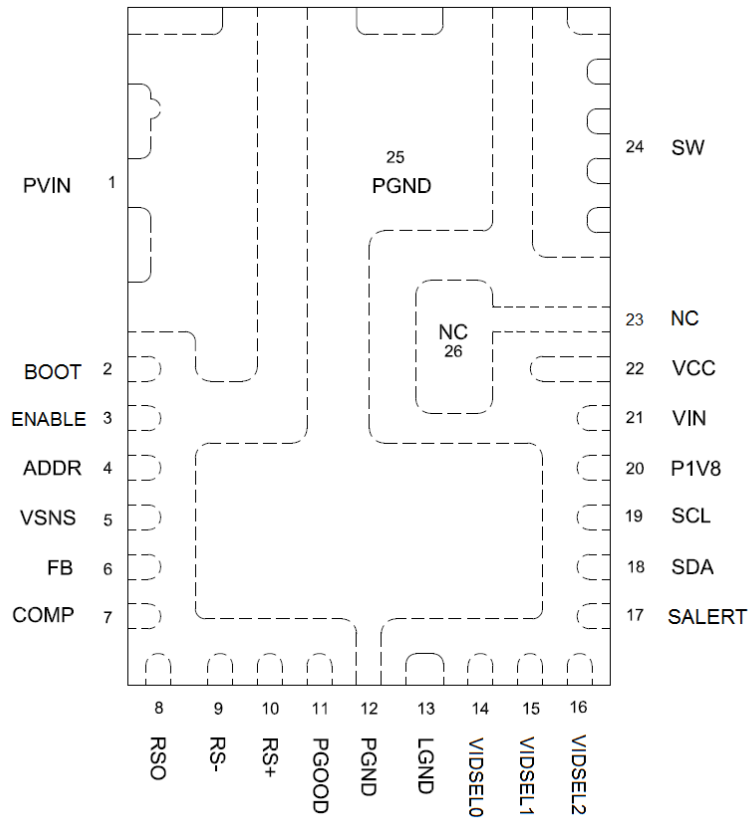 25
PGND
PVIN 1
24 SW
NC
26
23 NC
BOOT 2
22 VCC
ENABLE 3
21 VIN
ADDR 4
20 P1V8
VSNS 5
19 SCL
FB 6
18 SDA
COMP 7
17 SALERT
8 9 10 11 12 13 14 15 16
RSO
RS-
RS+
PGOOD
PGND
LGND
VIDSEL0
VIDSEL1
VIDSEL2